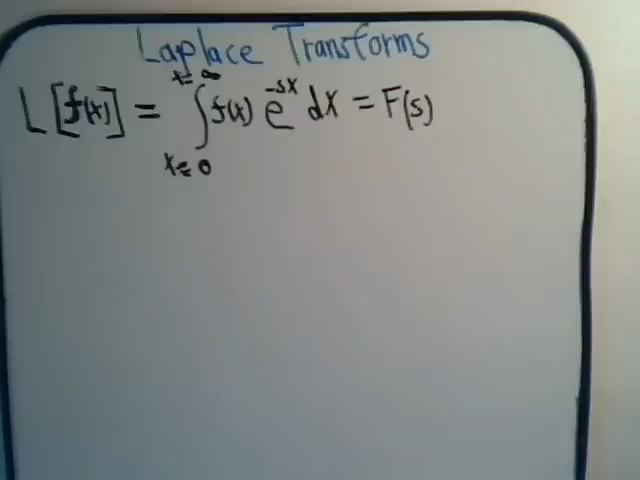 Laplace Transforms
L[f(x)] = ∫_{x=0}^{x=∞} f(x) e^{-sx} dx = F(s)